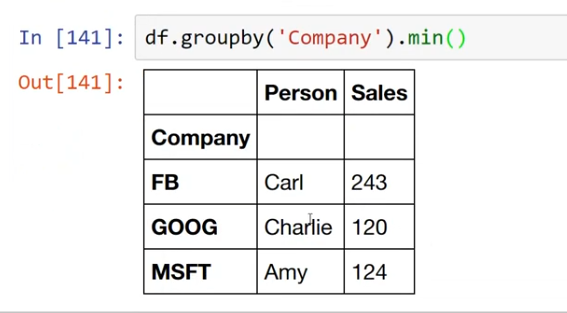 In [141]: df.groupby('Company').min()
Out[141]:
Person Sales
Company
FB Carl 243
GOOG Charlie 120
MSFT Amy 124